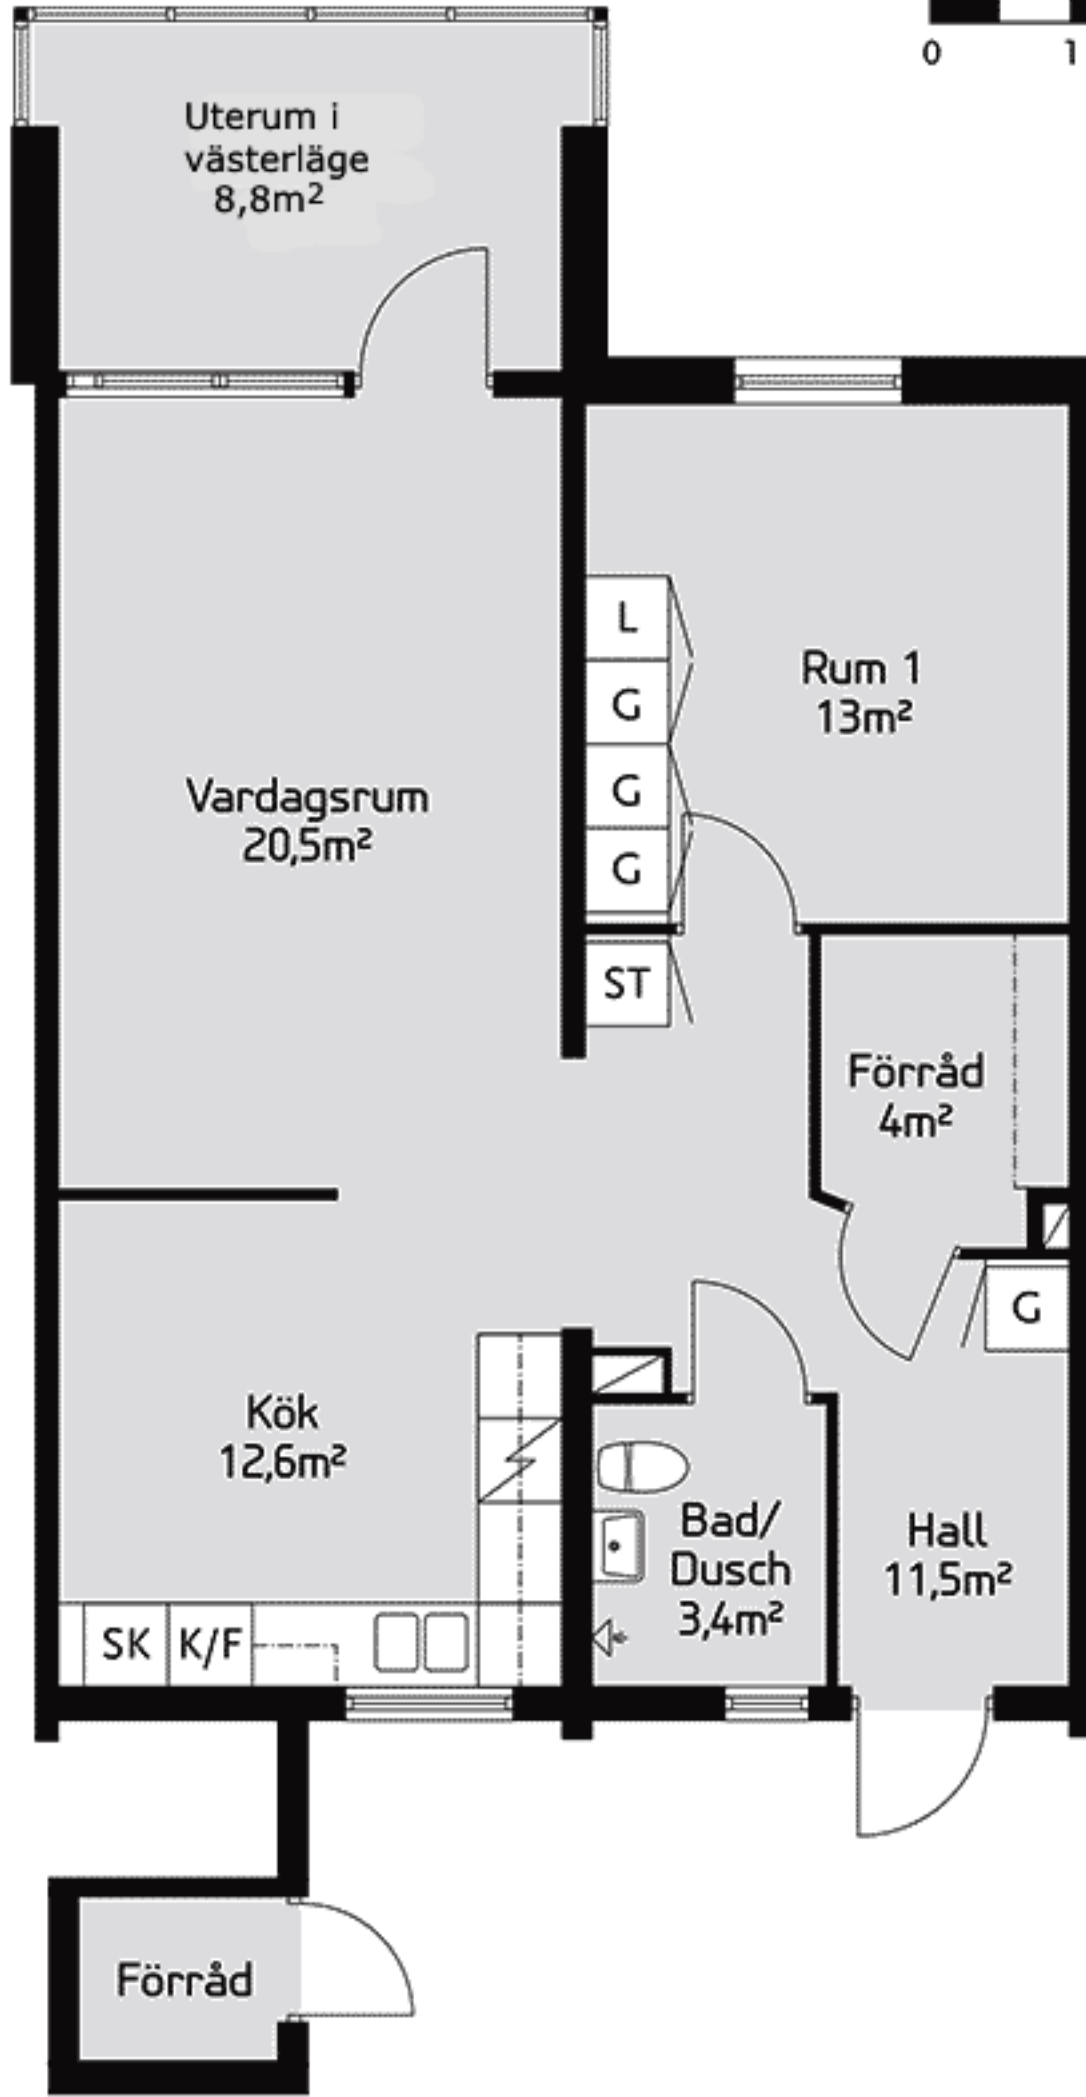 0 1
Uterum i
västerläge
8,8m²
L
G
G
G
Rum 1
13m²
Vardagsrum
20,5m²
ST
Förråd
4m²
G
Kök
12,6m²
Bad/
Dusch
3,4m²
Hall
11,5m²
SK K/F
Förråd